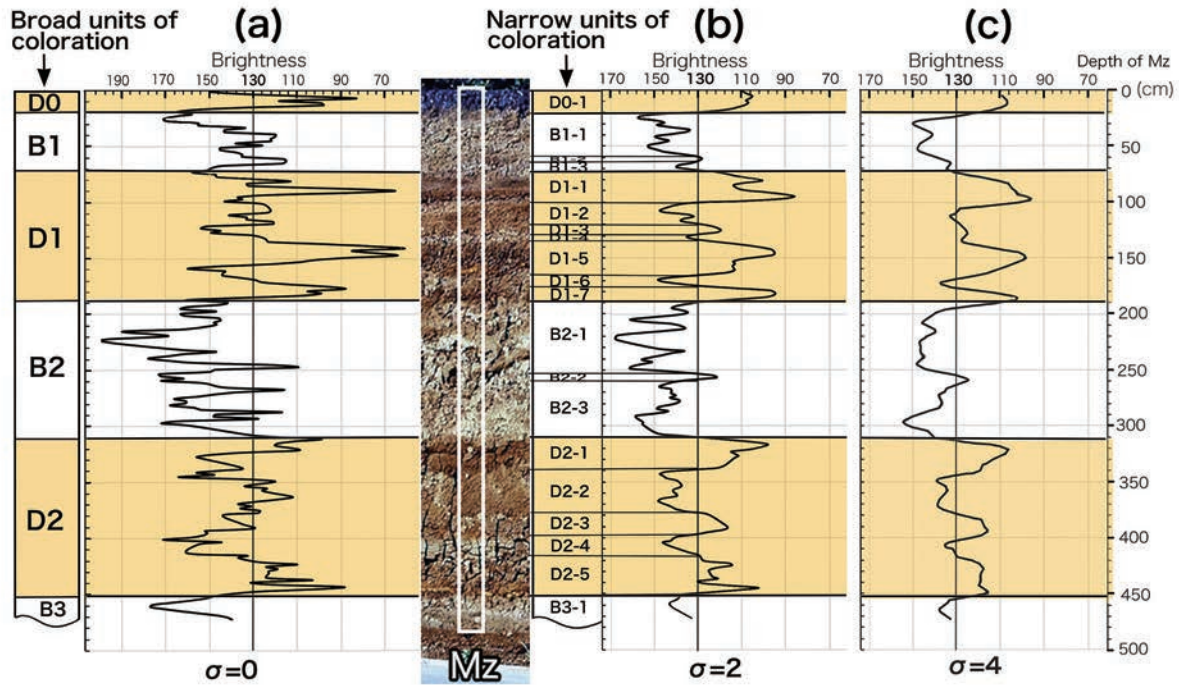 Broad units of
coloration
(a)
Brightness
190 170 150 130 110 90 70
D0
B1
D1
B2
D2
B3
σ=0
Mz
Narrow units of
coloration
(b)
Brightness
170 150 130 110 90 70
D0-1
B1-1
B1-3
D1-1
D1-2
D1-3
D1-5
D1-6
D1-7
B2-1
B2-2
B2-3
D2-1
D2-2
D2-3
D2-4
D2-5
B3-1
σ=2
(c)
Brightness
170 150 130 110 90 70
Depth of Mz
0 (cm)
50
100
150
200
250
300
350
400
450
500
σ=4